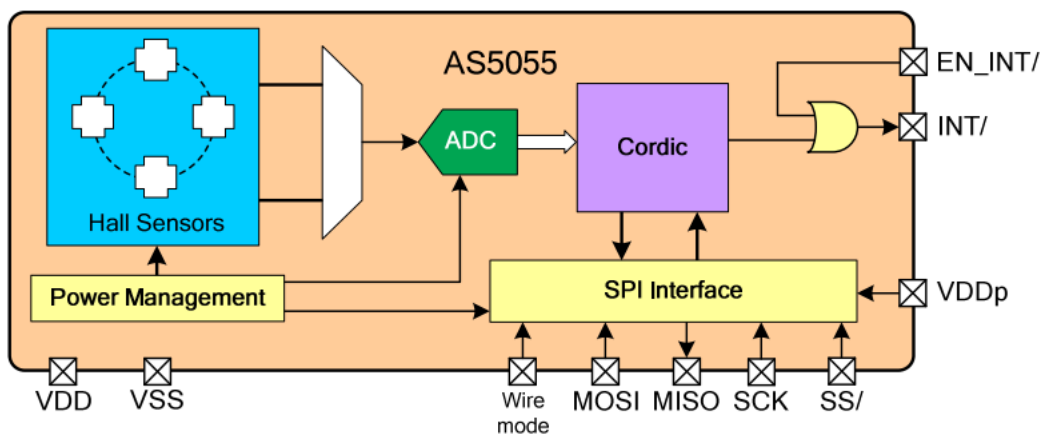 AS5055
EN_INT/
INT/
ADC
Cordic
Hall Sensors
Power Management
SPI Interface
VDDp
VDD
VSS
Wire
mode
MOSI
MISO
SCK
SS/